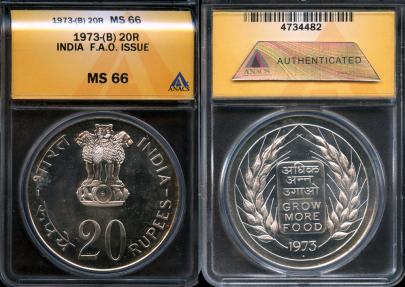 1973-(B) 20R MS 66
1973-(B) 20R
INDIA F.A.O. ISSUE
MS 66
ANACS
भारत
INDIA
रुपये
20
RUPEES
4734482
ANACS
AUTHENTICATED
अधिक
अन्न
उगाओ
GROW
MORE
FOOD
1973